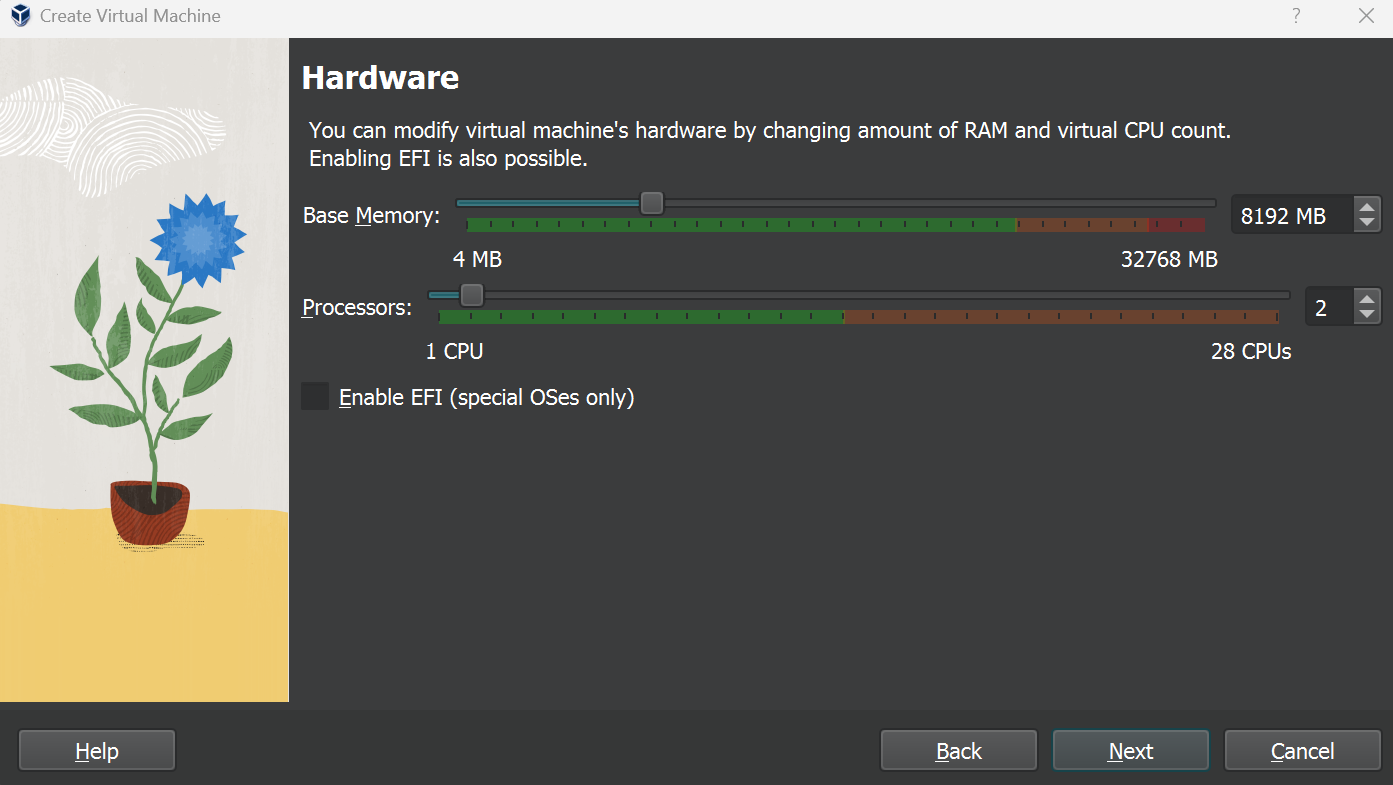 Create Virtual Machine
?
Hardware
You can modify virtual machine's hardware by changing amount of RAM and virtual CPU count.
Enabling EFI is also possible.
Base Memory:
8192 MB
4 MB
32768 MB
Processors:
2
1 CPU
28 CPUs
Enable EFI (special OSes only)
Help
Back
Next
Cancel